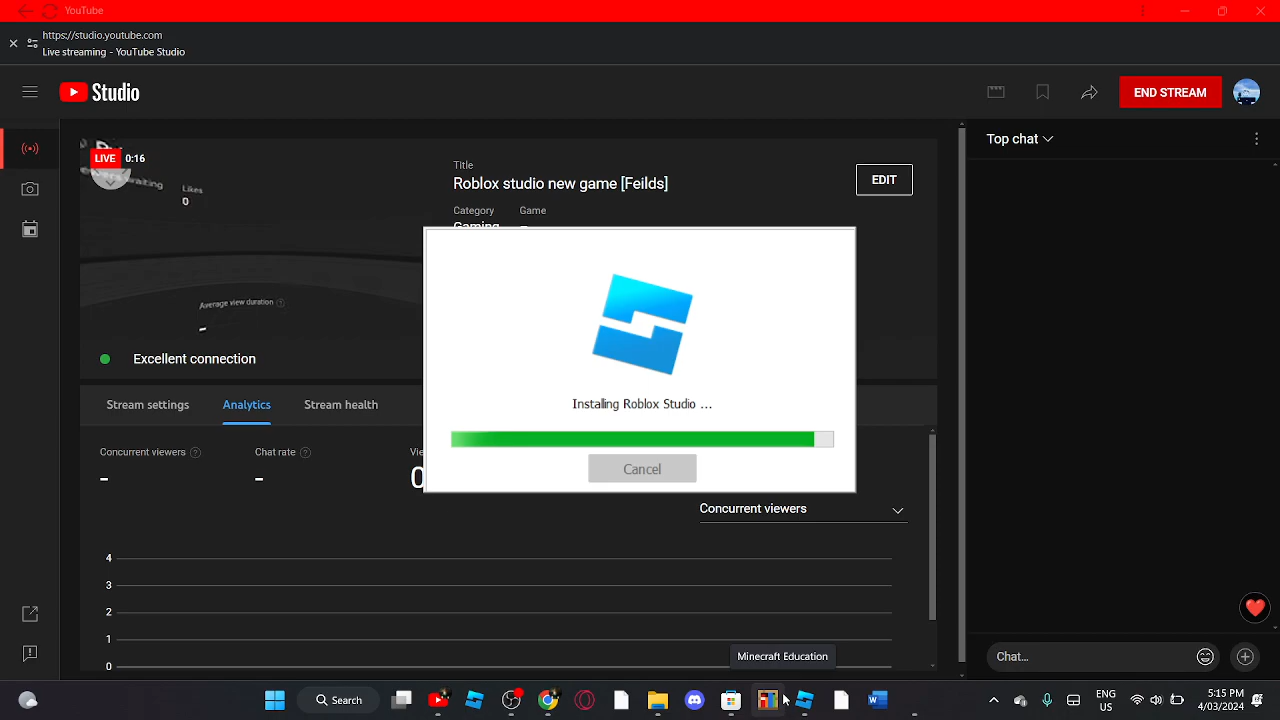 YouTube
https://studio.youtube.com
Live streaming - YouTube Studio
Studio
END STREAM
LIVE 0:16
Title
Roblox studio new game [Feilds]
EDIT
Top chat
waiting
Likes
0
Category Game
Gaming –
Average view duration
–
Excellent connection
Installing Roblox Studio ...
Cancel
Stream settings Analytics Stream health
Concurrent viewers Chat rate
– – 0
Concurrent viewers
4
3
2
1
0
Minecraft Education
Chat...
Search
ENG
US
5:15 PM
4/03/2024